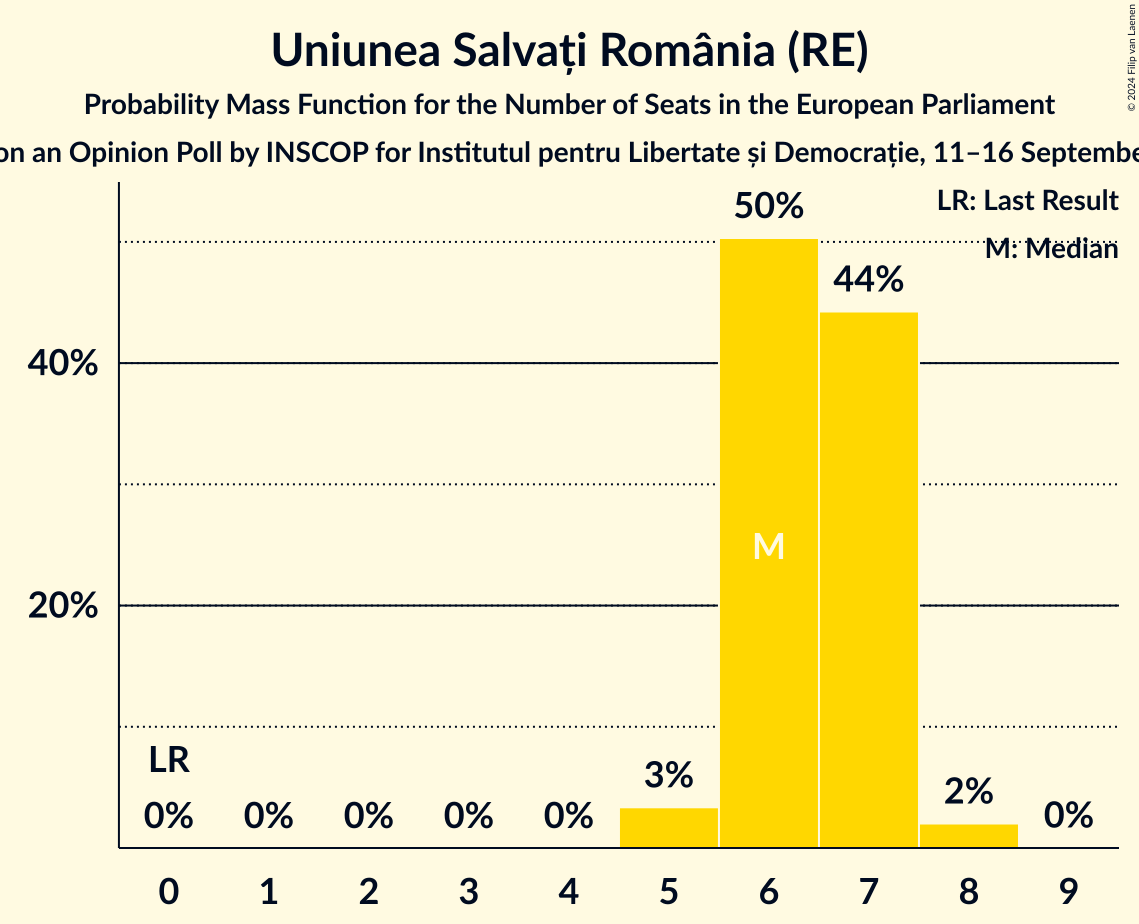 Uniunea Salvați România (RE)
Probability Mass Function for the Number of Seats in the European Parliament
on an Opinion Poll by INSCOP for Institutul pentru Libertate și Democrație, 11–16
© 2024 Filip van Laenen
LR: Last Result
M: Median
50%
44%
40%
M
20%
LR
3%
2%
0% 0% 0% 0% 0% 0%
0 1 2 3 4 5 6 7 8 9